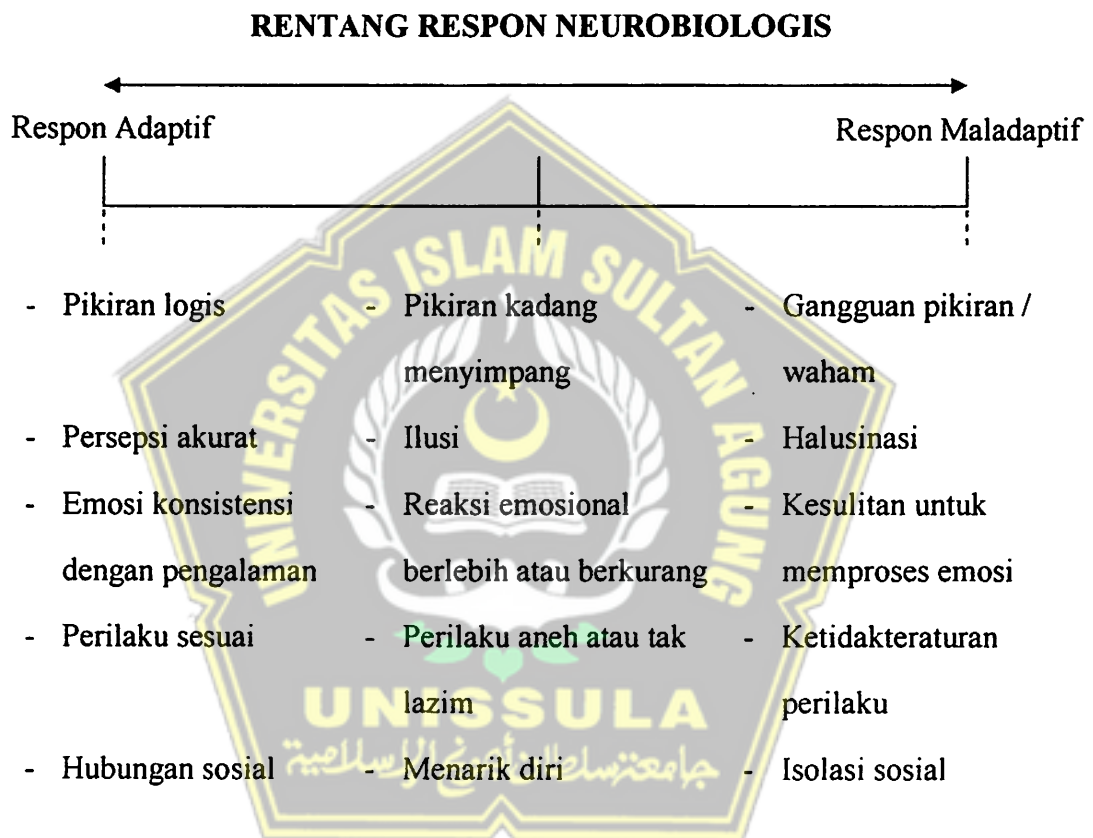 RENTANG RESPON NEUROBIOLOGIS
Respon Adaptif
Respon Maladaptif
- Pikiran logis
- Pikiran kadang
menyimpang
- Gangguan pikiran /
waham
- Persepsi akurat
- Ilusi
- Halusinasi
- Emosi konsistensi
dengan pengalaman
- Reaksi emosional
berlebih atau berkurang
- Kesulitan untuk
memproses emosi
- Perilaku sesuai
- Perilaku aneh atau tak
lazim
- Ketidakteraturan
perilaku
- Hubungan sosial
- Menarik diri
- Isolasi sosial
UNIVERSITAS ISLAM SULTAN AGUNG
UNISSULA